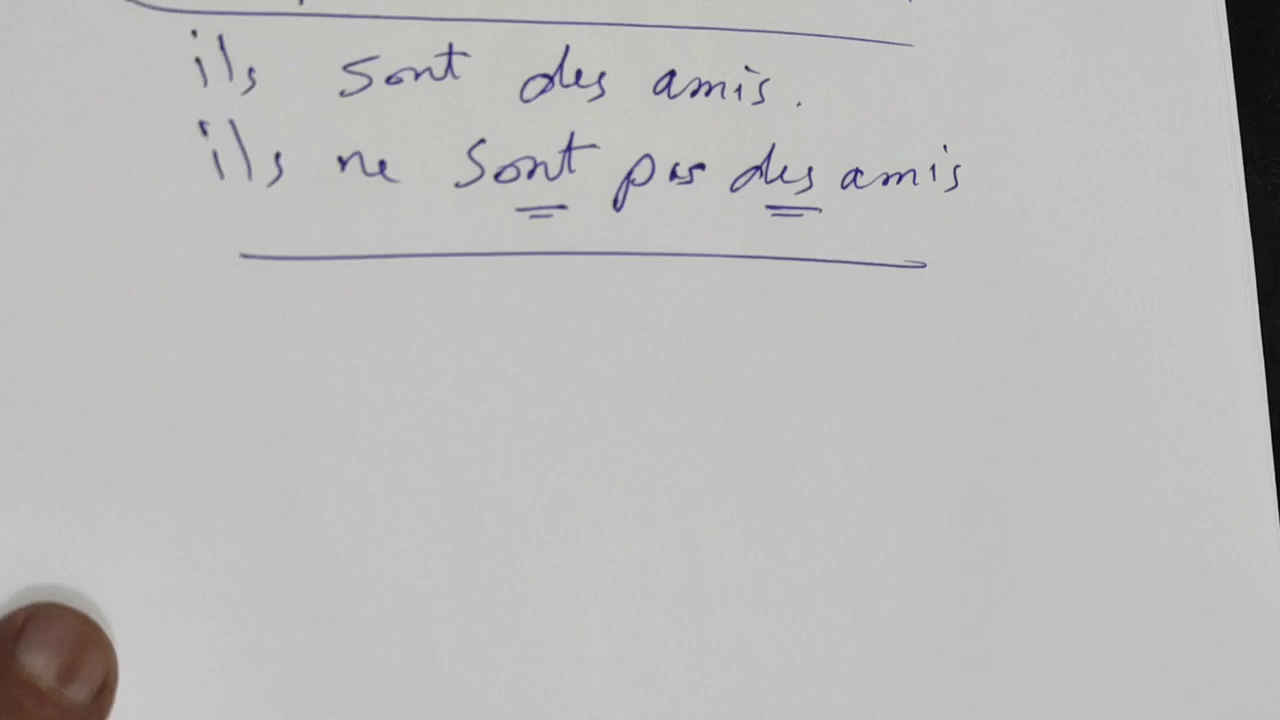 ils sont des amis.
ils ne sont pas des amis